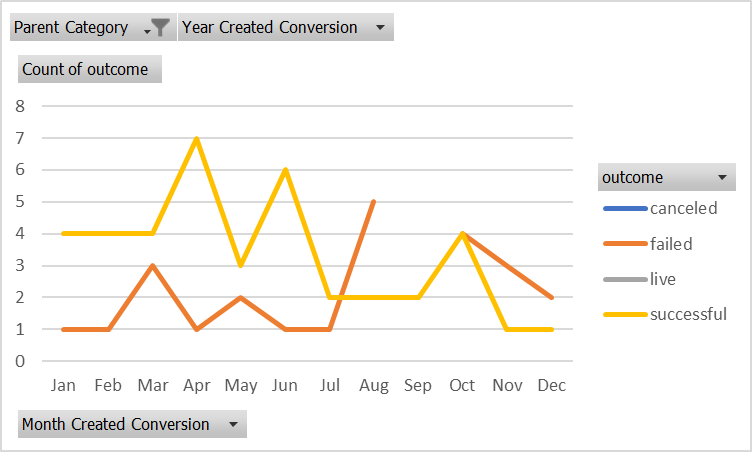 Parent Category Year Created Conversion
Count of outcome
8
7
6
5
4
3
2
1
0
Jan Feb Mar Apr May Jun Jul Aug Sep Oct Nov Dec
outcome
canceled
failed
live
successful
Month Created Conversion